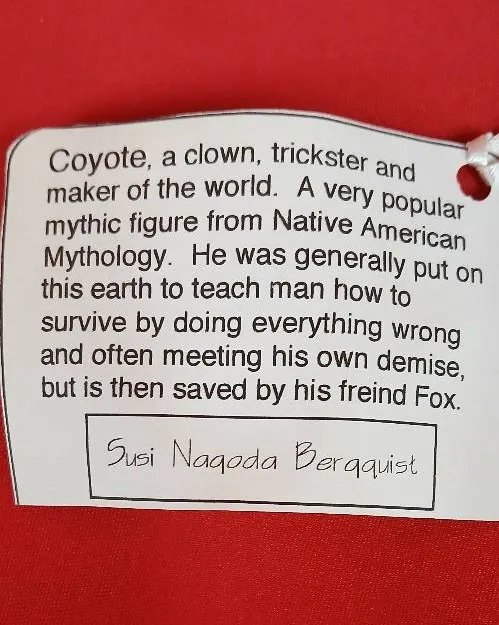 Coyote, a clown, trickster and
maker of the world. A very popular
mythic figure from Native American
Mythology. He was generally put on
this earth to teach man how to
survive by doing everything wrong
and often meeting his own demise,
but is then saved by his freind Fox.
Susi Nagoda Bergquist